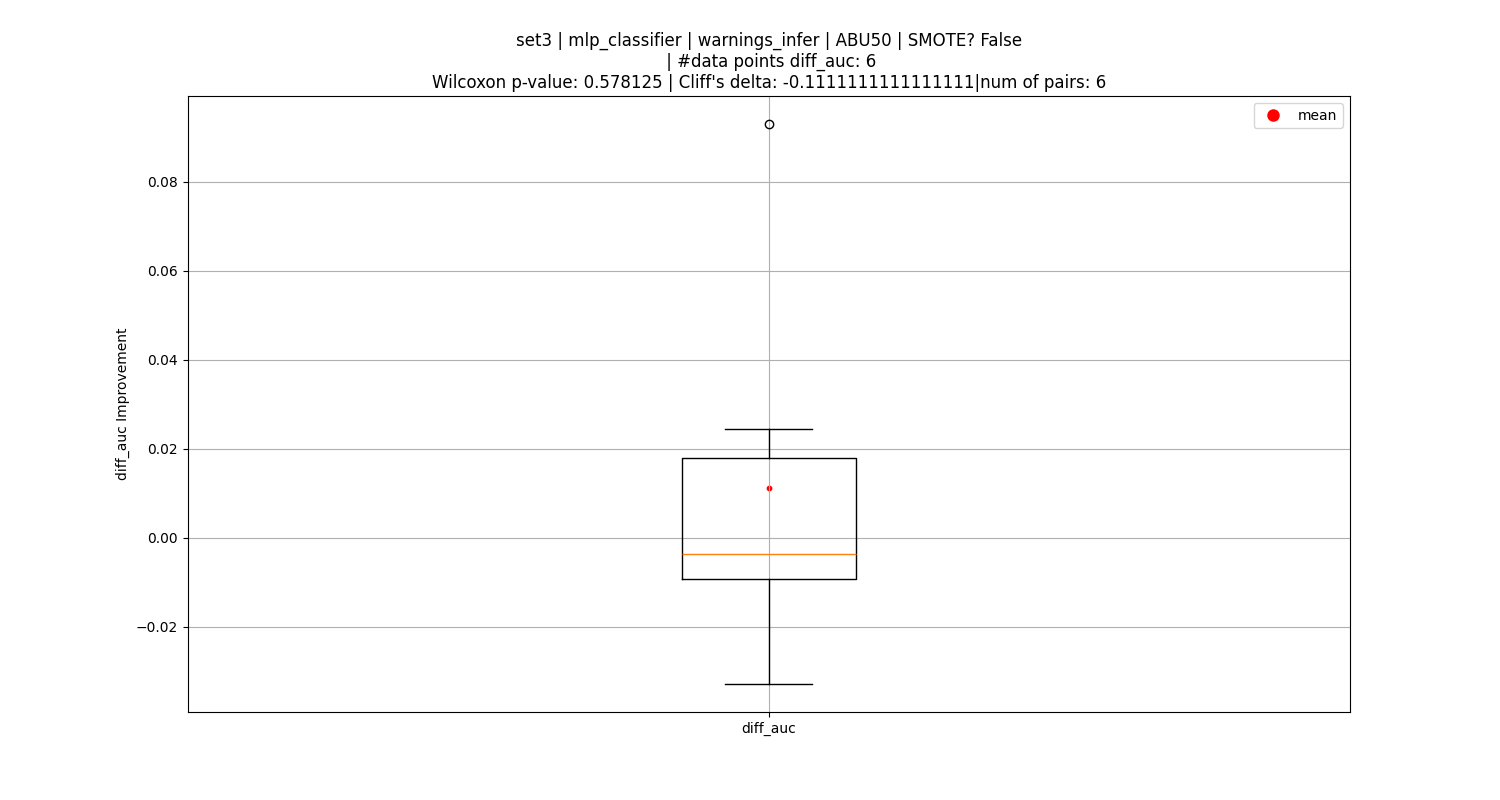 set3 | mlp_classifier | warnings_infer | ABU50 | SMOTE? False
| #data points diff_auc: 6
Wilcoxon p-value: 0.578125 | Cliff's delta: -0.1111111111111111|num of pairs: 6
mean
0.08
0.06
0.04
0.02
0.00
−0.02
diff_auc Improvement
diff_auc